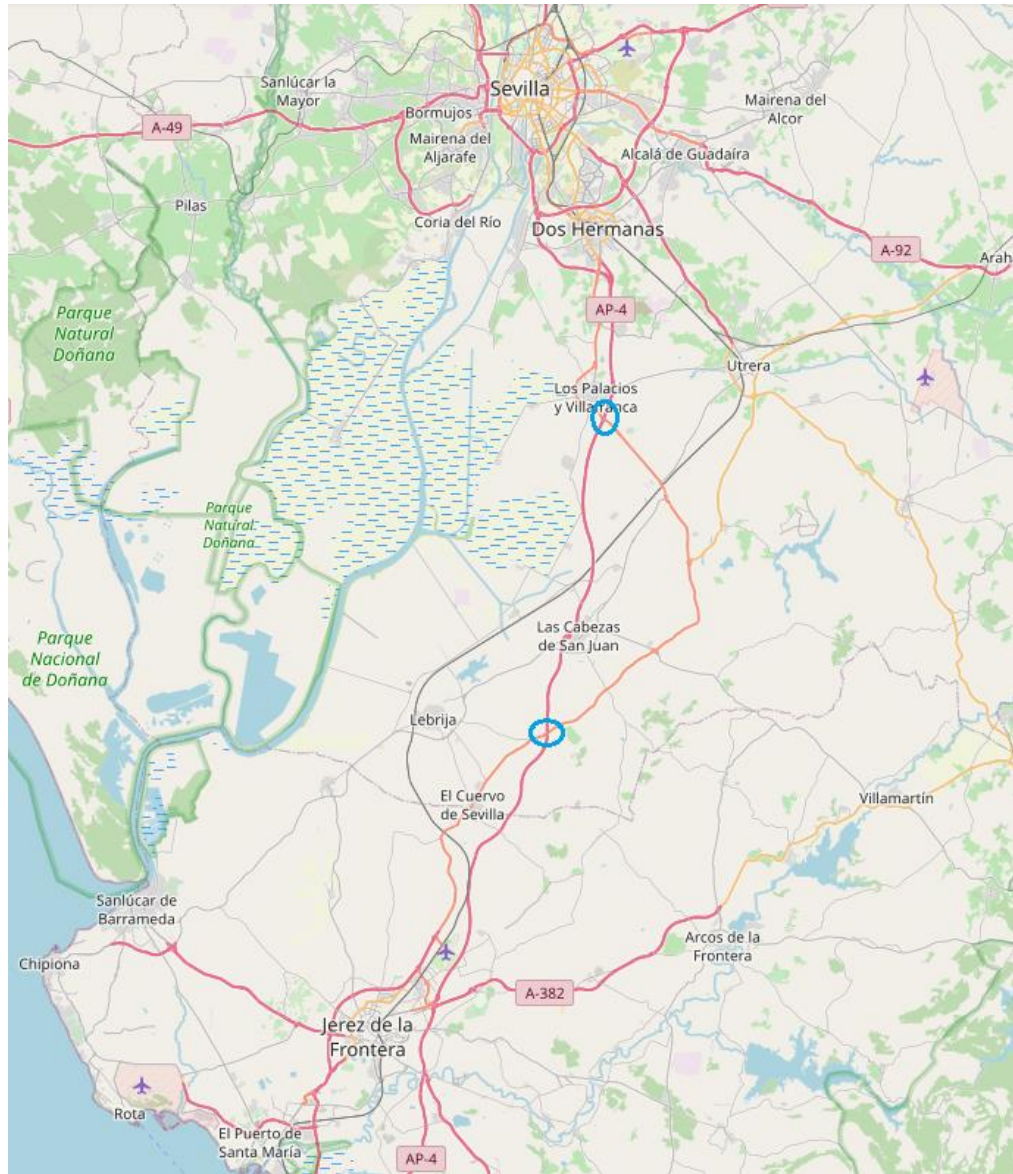 Sevilla
Sanlúcar la
Mayor
Bormujos
Mairena del
Alcor
A-49
Mairena del
Aljarafe
Alcalá de Guadaíra
Pilas
Coria del Río
Dos Hermanas
A-92
Arah
Parque
Natural
Doñana
AP-4
Utrera
Los Palacios
y Villafranca
Parque
Natural
Doñana
Parque
Nacional
de Doñana
Las Cabezas
de San Juan
Lebrija
El Cuervo
de Sevilla
Villamartín
Sanlúcar de
Barrameda
Arcos de la
Frontera
Chipiona
A-382
Jerez de la
Frontera
Rota
El Puerto de
Santa María
AP-4